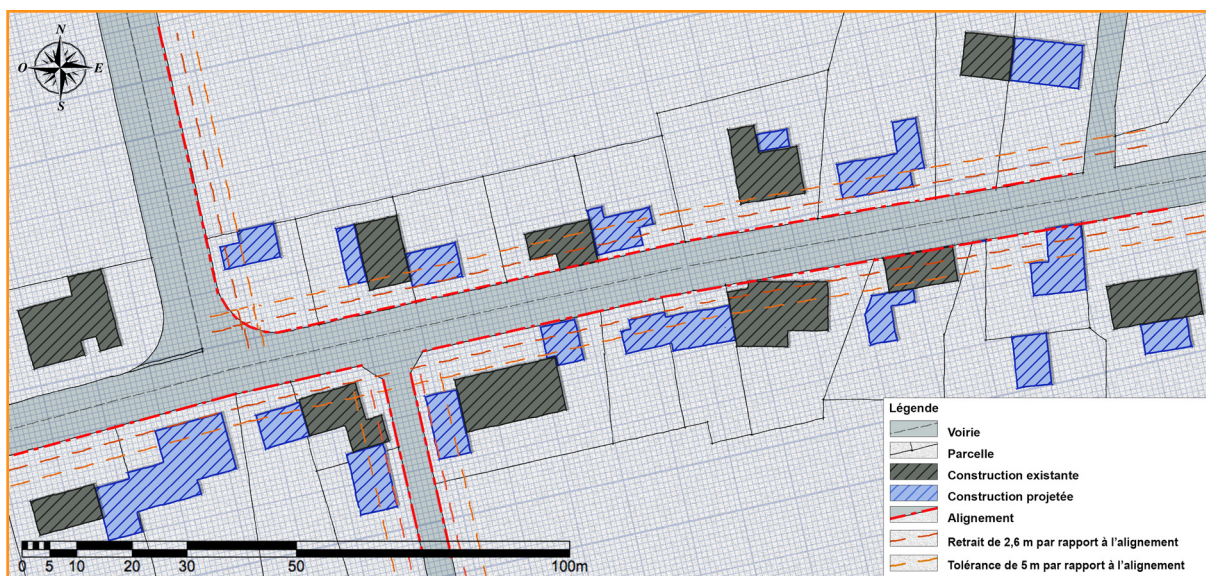 N
O E
S
Légende
Voirie
Parcelle
Construction existante
Construction projetée
Alignement
Retrait de 2,6 m par rapport à l'alignement
Tolérance de 5 m par rapport à l'alignement
0 5 10 20 30 50 100m